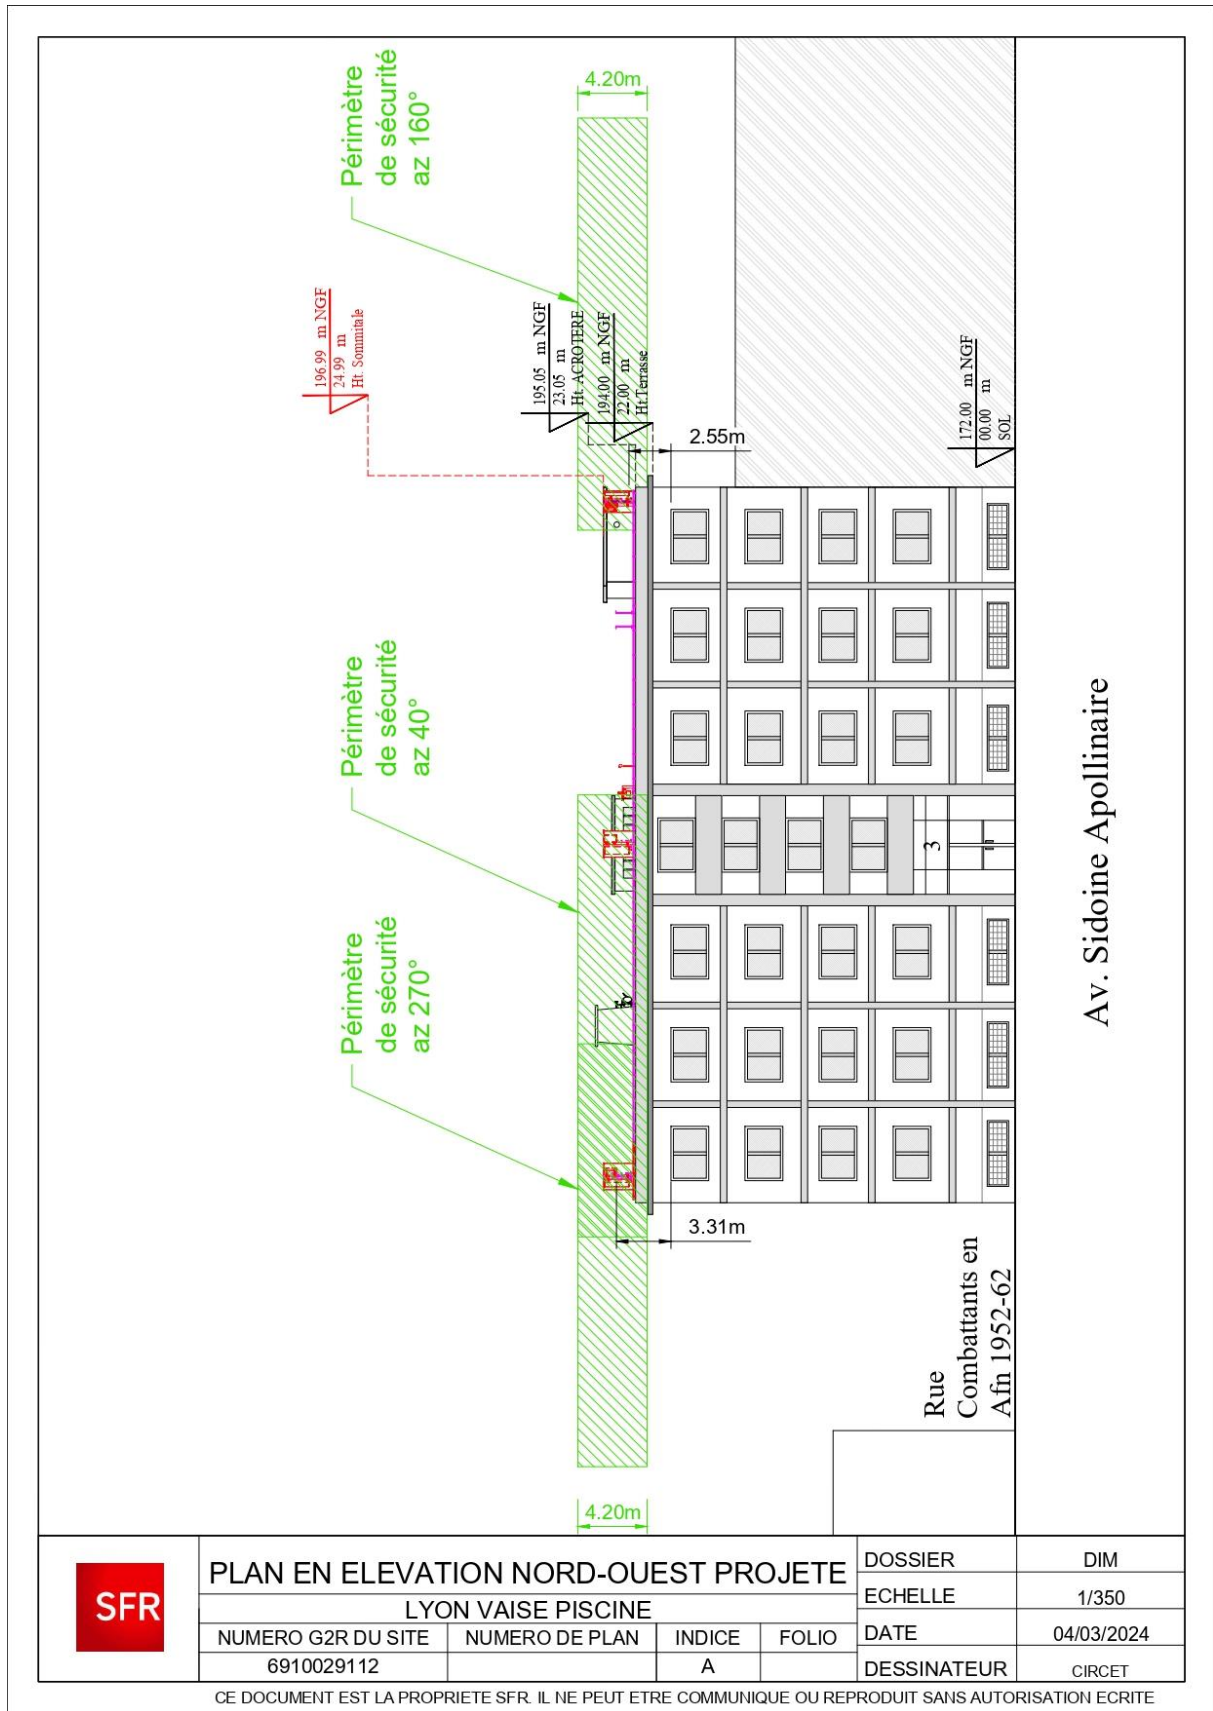 4.20m
Périmètre
de sécurité
az 160°
196.99 m NGF
24.99 m
Ht. Sommitale
195.05 m NGF
23.05 m
Ht. ACROTERE
194.00 m NGF
22.00 m
Ht.Terrasse
172.00 m NGF
00.00 m
SOL
2.55m
Périmètre
de sécurité
az 40°
3
Av. Sidoine Apollinaire
Périmètre
de sécurité
az 270°
3.31m
Rue
Combattants en
Afn 1952-62
4.20m
SFR
PLAN EN ELEVATION NORD-OUEST PROJETE
LYON VAISE PISCINE
NUMERO G2R DU SITE NUMERO DE PLAN INDICE FOLIO
6910029112 A
DOSSIER DIM
ECHELLE 1/350
DATE 04/03/2024
DESSINATEUR CIRCET
CE DOCUMENT EST LA PROPRIETE SFR. IL NE PEUT ETRE COMMUNIQUE OU REPRODUIT SANS AUTORISATION ECRITE